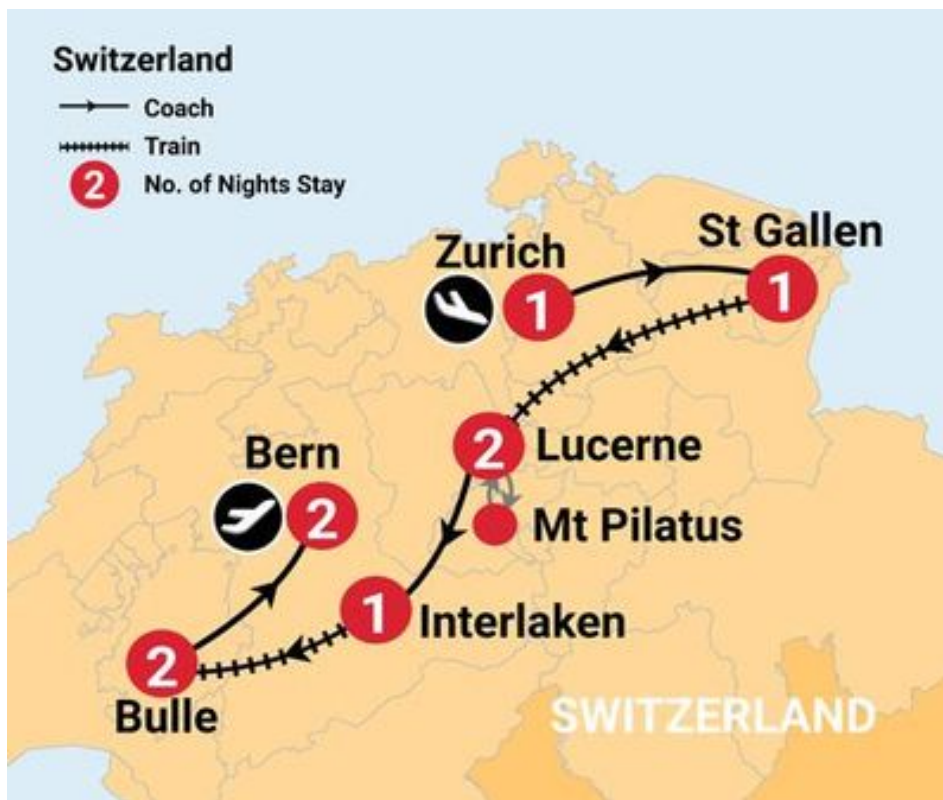 Switzerland
Coach
Train
2 No. of Nights Stay
St Gallen
Zurich
1
1
2 Lucerne
Bern
2
Mt Pilatus
1 Interlaken
2
Bulle
SWITZERLAND